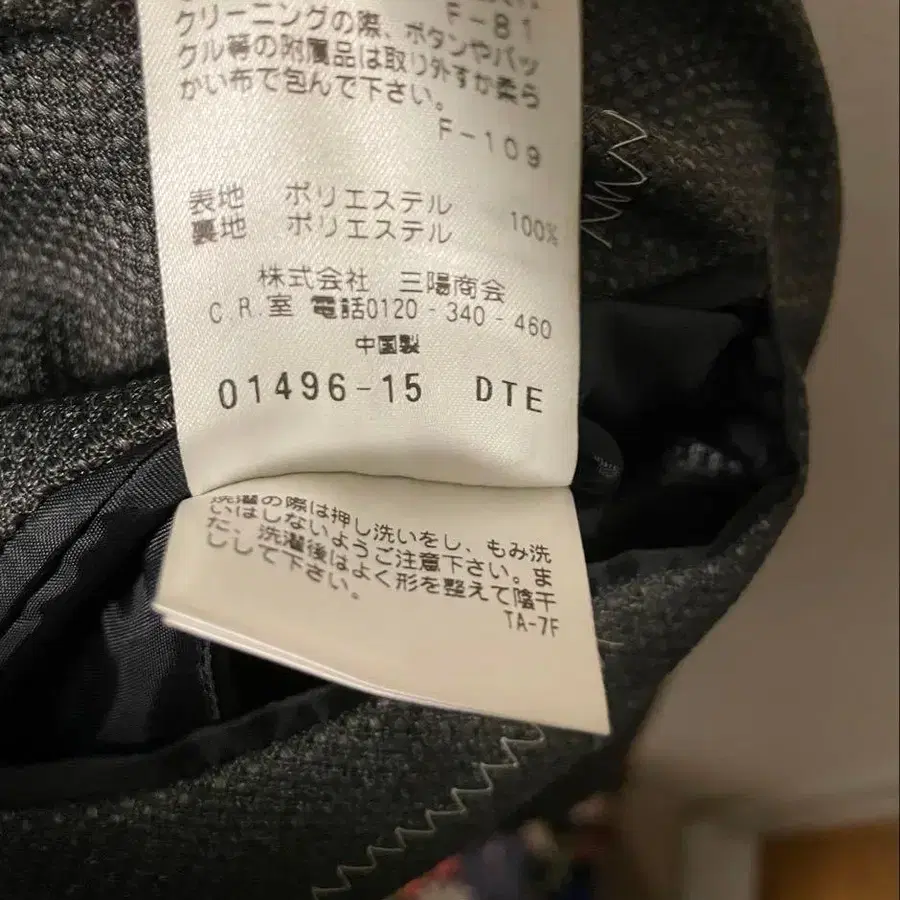 F-81
クリーニングの際、ボタンやバッ
クル等の附属品は取り外すか柔ら
かい布で包んで下さい。
F-109
表地 ポリエステル
裏地 ポリエステル 100%
株式会社 三陽商会
C.R.室 電話0120-340-460
中国製
01496-15 DTE
洗濯の際は押し洗いをし、もみ洗
いはしないようご注意下さい。ま
た、洗濯後はよく形を整えて陰干
しして下さい。
TA-7F